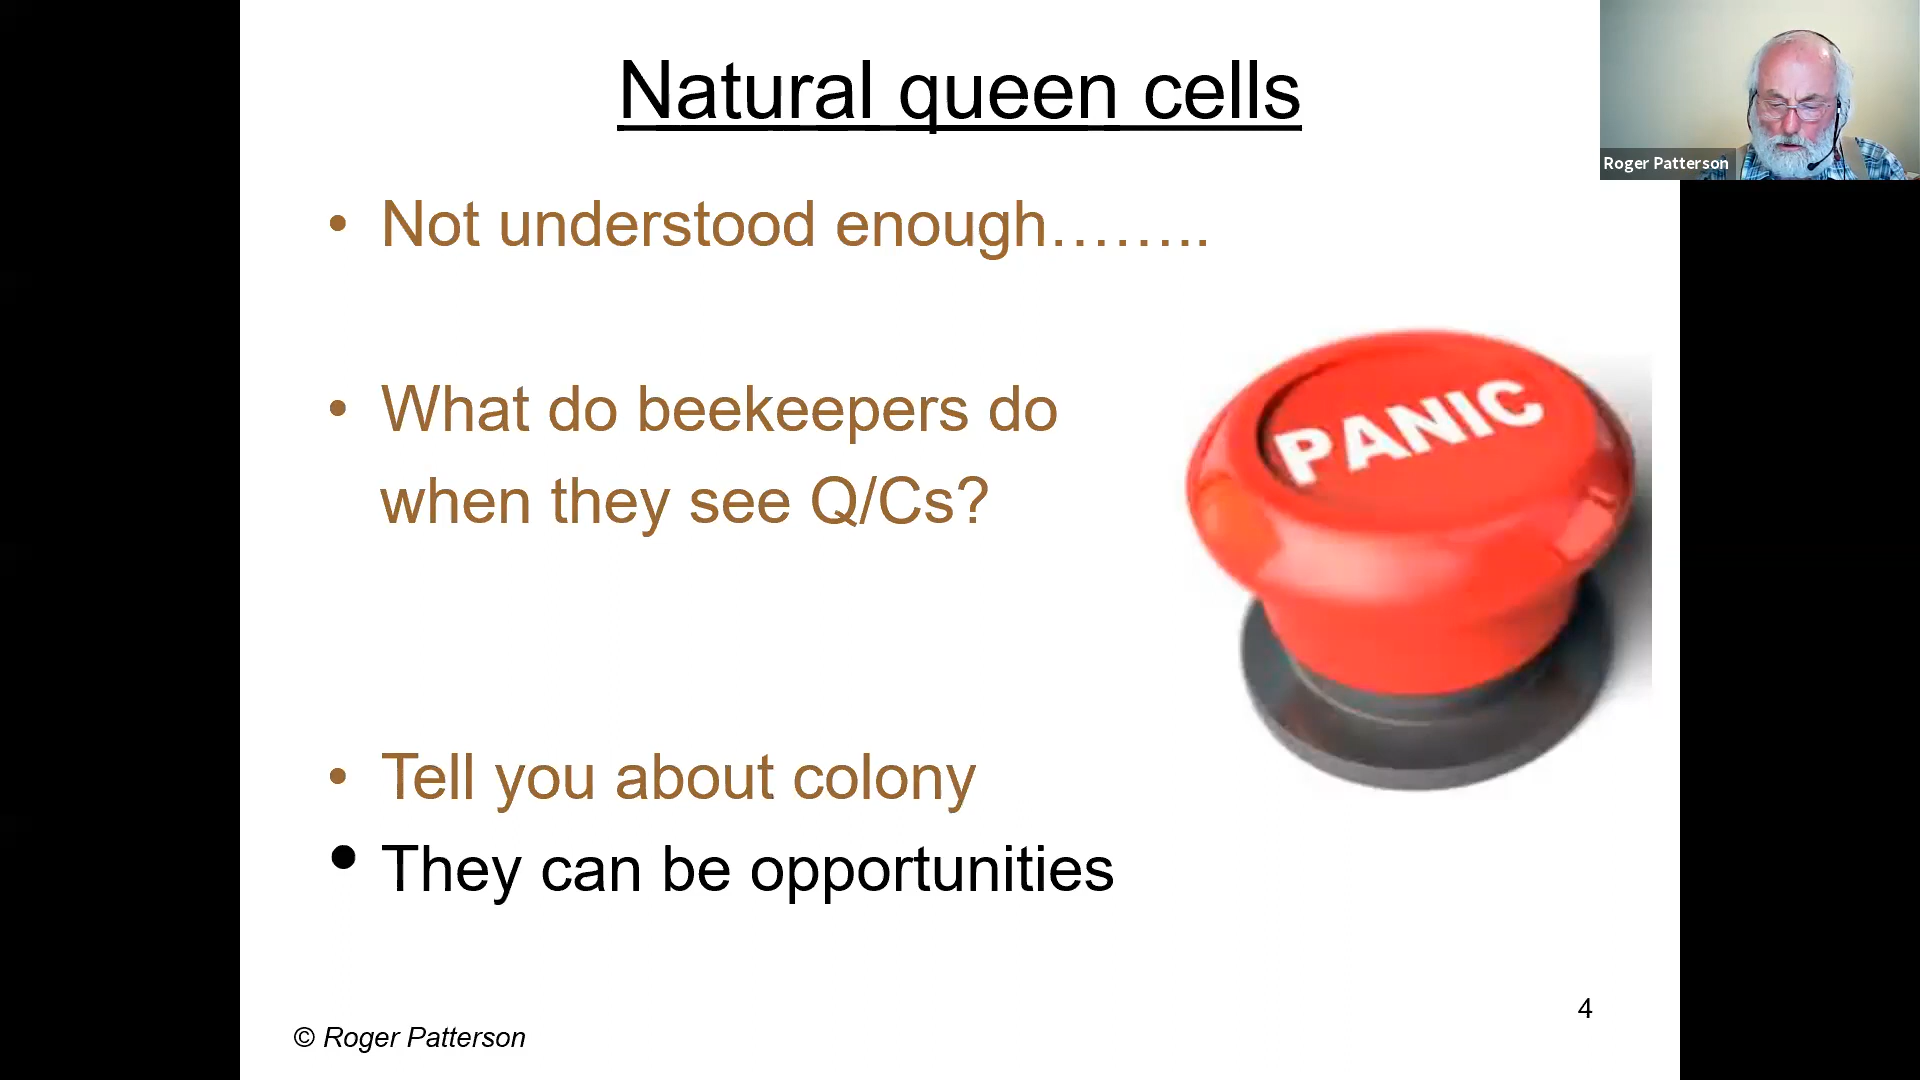 Natural queen cells
Roger Patterson
• Not understood enough……..
• What do beekeepers do
when they see Q/Cs?
PANIC
• Tell you about colony
• They can be opportunities
4
© Roger Patterson